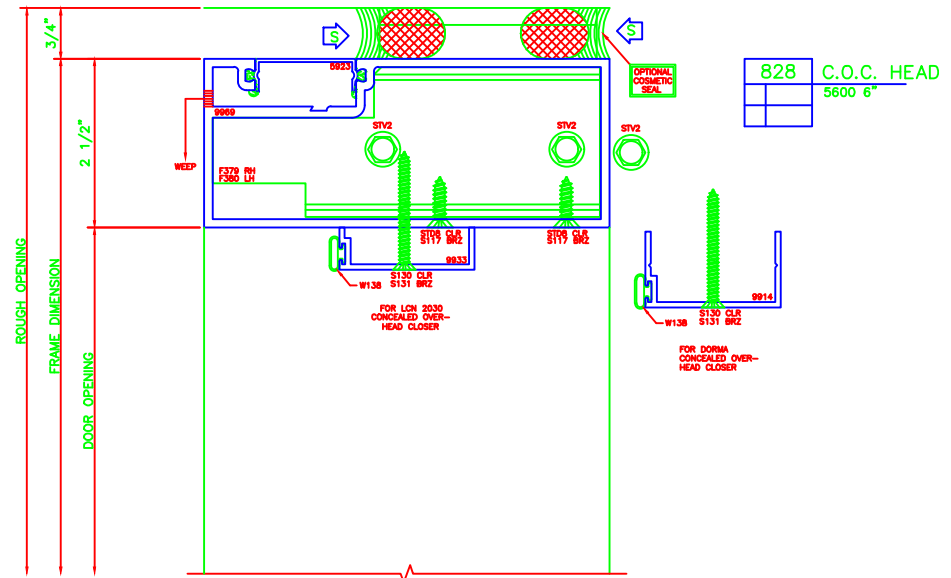 3/4"
S
S
OPTIONAL
COSMETIC
SEAL
828
C.O.C. HEAD
5600 6"
8923
9969
WEEP
2 1/2"
STV2
STV2
STV2
F379 RH
F380 LH
STD8 CLR
S117 BRZ
STD8 CLR
S117 BRZ
9933
W138
S130 CLR
S131 BRZ
FOR LCN 2030
CONCEALED OVER-
HEAD CLOSER
9914
W138
S130 CLR
S131 BRZ
FOR DORMA
CONCEALED OVER-
HEAD CLOSER
ROUGH OPENING
FRAME DIMENSION
DOOR OPENING